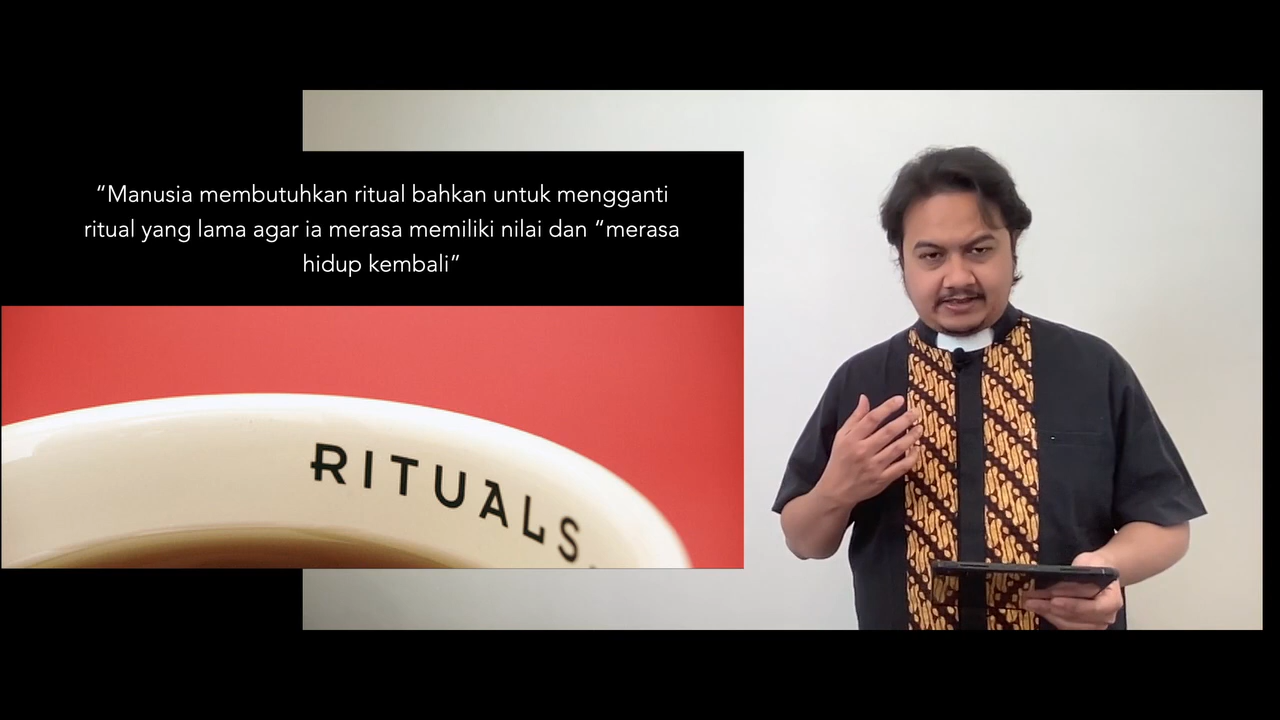 “Manusia membutuhkan ritual bahkan untuk mengganti
ritual yang lama agar ia merasa memiliki nilai dan “merasa
hidup kembali”
RITUALS.